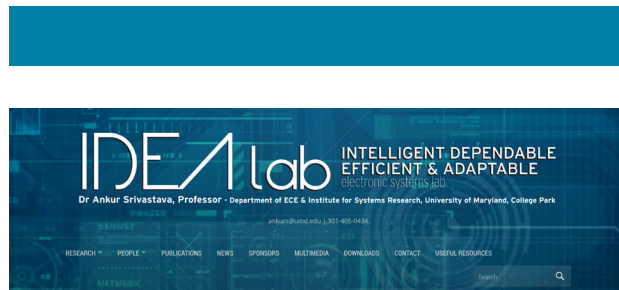 IDEA lab
INTELLIGENT DEPENDABLE
EFFICIENT & ADAPTABLE
electronic systems lab
Dr Ankur Srivastava, Professor - Department of ECE & Institute for Systems Research, University of Maryland, College Park
ankurs@umd.edu | 301-405-0434
RESEARCH PEOPLE PUBLICATIONS NEWS SPONSORS MULTIMEDIA DOWNLOADS CONTACT USEFUL RESOURCES
Search